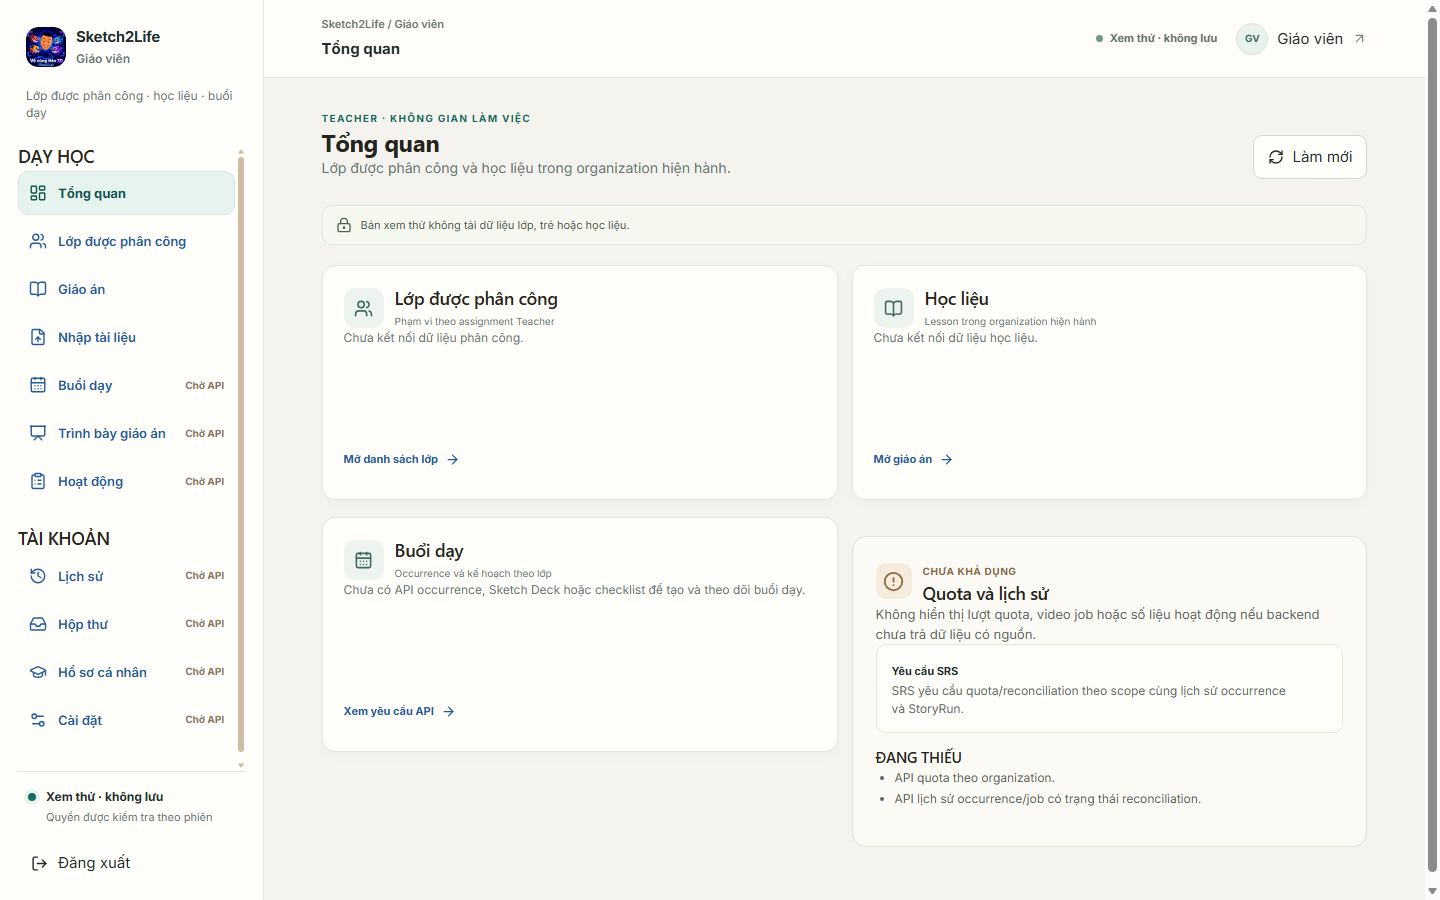 Sketch2Life
Giáo viên
Lớp được phân công · học liệu · buổi
dạy
DẠY HỌC
Tổng quan
Lớp được phân công
Giáo án
Nhập tài liệu
Buổi dạy
Chờ API
Trình bày giáo án
Chờ API
Hoạt động
Chờ API
TÀI KHOẢN
Lịch sử
Chờ API
Hộp thư
Chờ API
Hồ sơ cá nhân
Chờ API
Cài đặt
Chờ API
Xem thử · không lưu
Quyền được kiểm tra theo phiên
Đăng xuất
Sketch2Life / Giáo viên
Tổng quan
Xem thử · không lưu
GV
Giáo viên
TEACHER · KHÔNG GIAN LÀM VIỆC
Tổng quan
Lớp được phân công và học liệu trong organization hiện hành.
Làm mới
Bản xem thử không tải dữ liệu lớp, trẻ hoặc học liệu.
Lớp được phân công
Phạm vi theo assignment Teacher
Chưa kết nối dữ liệu phân công.
Mở danh sách lớp
Học liệu
Lesson trong organization hiện hành
Chưa kết nối dữ liệu học liệu.
Mở giáo án
Buổi dạy
Occurrence và kế hoạch theo lớp
Chưa có API occurrence, Sketch Deck hoặc checklist để tạo và theo dõi buổi dạy.
Xem yêu cầu API
CHƯA KHẢ DỤNG
Quota và lịch sử
Không hiển thị lượt quota, video job hoặc số liệu hoạt động nếu backend
chưa trả dữ liệu có nguồn.
Yêu cầu SRS
SRS yêu cầu quota/reconciliation theo scope cùng lịch sử occurrence
và StoryRun.
ĐANG THIẾU
• API quota theo organization.
• API lịch sử occurrence/job có trạng thái reconciliation.